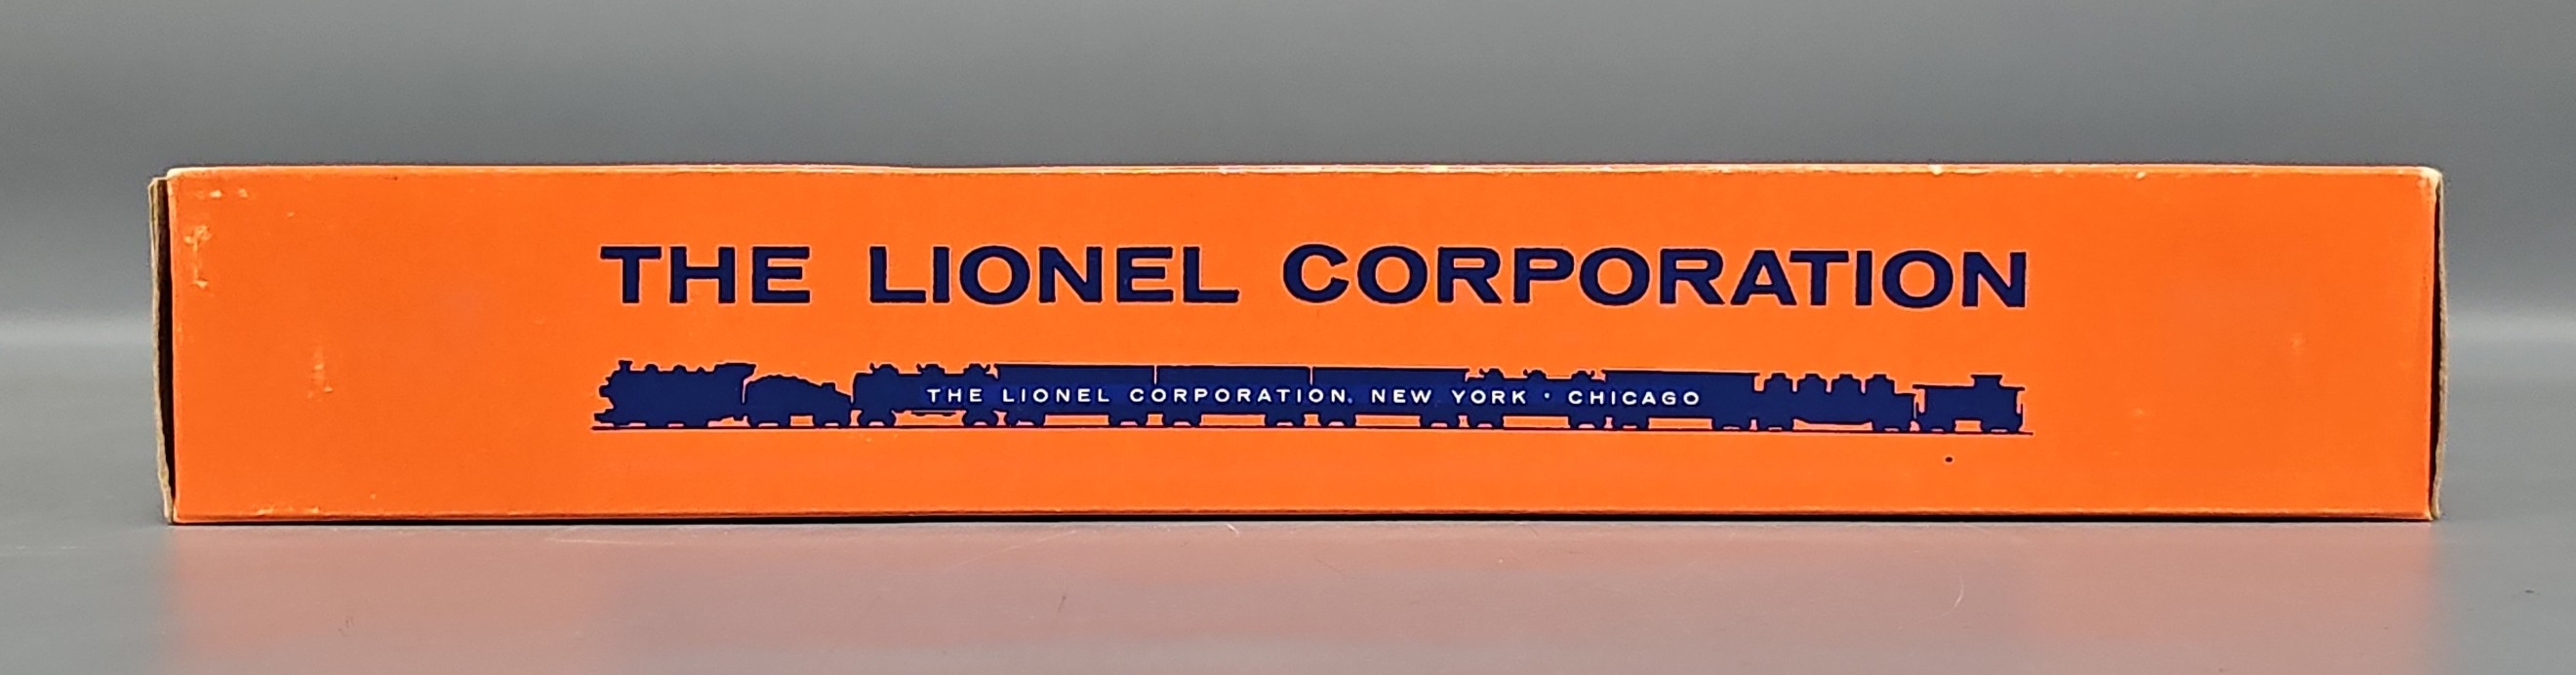 THE LIONEL CORPORATION
THE LIONEL CORPORATION, NEW YORK · CHICAGO